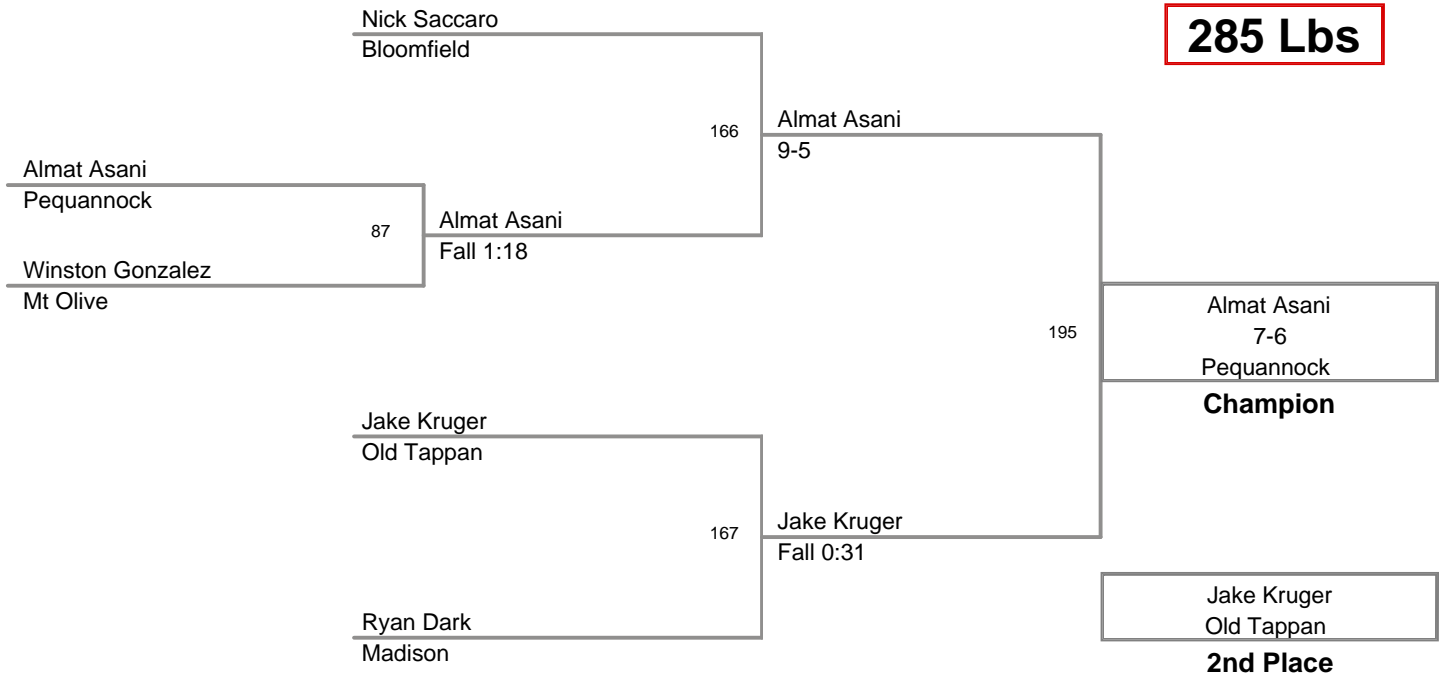 Nick Saccaro
Bloomfield
285 Lbs
166
Almat Asani
9-5
Almat Asani
Pequannock
87
Almat Asani
Fall 1:18
Winston Gonzalez
Mt Olive
195
Almat Asani
7-6
Pequannock
Champion
Jake Kruger
Old Tappan
167
Jake Kruger
Fall 0:31
Ryan Dark
Madison
Jake Kruger
Old Tappan
2nd Place